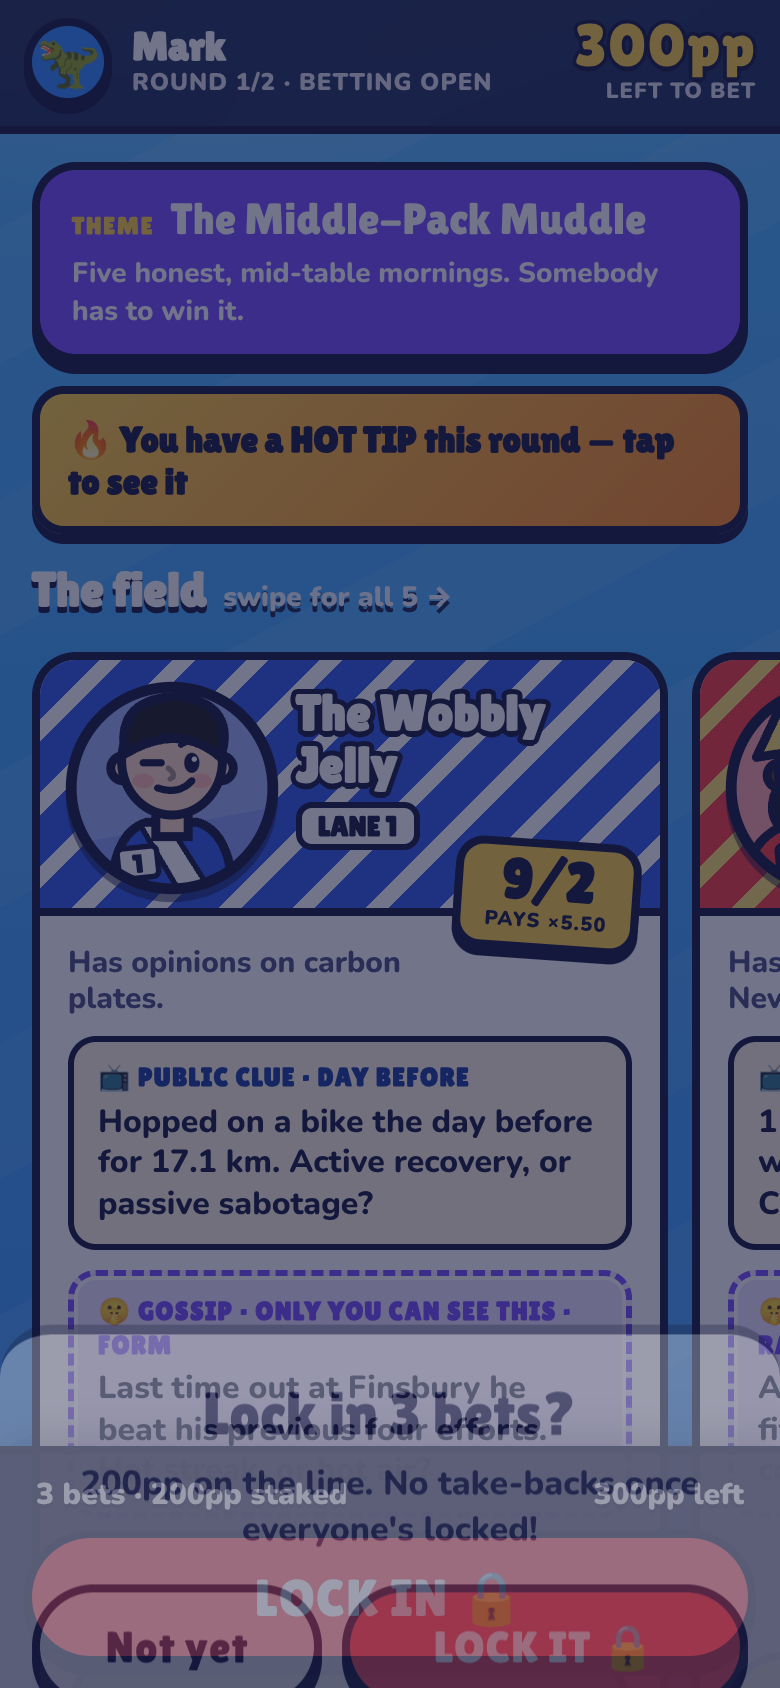 Mark
ROUND 1/2 · BETTING OPEN
300pp
LEFT TO BET
THEME The Middle-Pack Muddle
Five honest, mid-table mornings. Somebody
has to win it.
🔥 You have a HOT TIP this round — tap
to see it
The field swipe for all 5 →
The Wobbly
Jelly
LANE 1
1
9/2
PAYS ×5.50
Has opinions on carbon
plates.
📺 PUBLIC CLUE · DAY BEFORE
Hopped on a bike the day before
for 17.1 km. Active recovery, or
passive sabotage?
🤫 GOSSIP · ONLY YOU CAN SEE THIS ·
FORM
Last time out at Finsbury he
beat his previous four efforts.
Has
Nev
1
w
C
Lock in 3 bets?
200pp on the line. No take-backs once
everyone's locked!
3 bets · 200pp staked
300pp left
LOCK IN 🔒
Not yet
LOCK IT 🔒